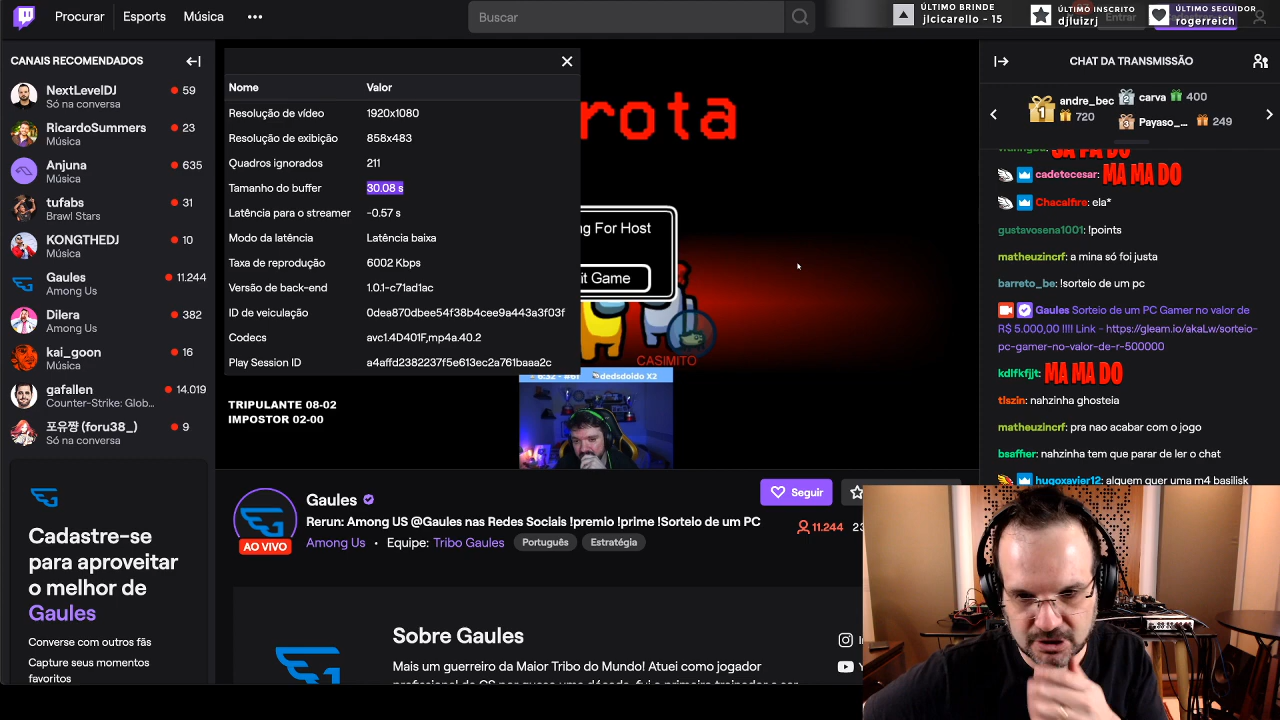 Procurar
Esports
Música
•••
Buscar
ÚLTIMO BRINDE
jlcicarello - 15
ÚLTIMO INSCRITO
djluizrj
ÚLTIMO SEGUIDOR
rogerreich
Entrar
CANAIS RECOMENDADOS
NextLevelDJ
59
Só na conversa
RicardoSummers
23
Música
Anjuna
635
Música
tufabs
31
Brawl Stars
KONGTHEDJ
10
Música
Gaules
11.244
Among Us
Dilera
382
Among Us
kai_goon
16
Música
gafallen
14.019
Counter-Strike: Glob...
포유쨩 (foru38_)
9
Só na conversa
Cadastre-se
para aproveitar
o melhor de
Gaules
Converse com outros fãs
Capture seus momentos
favoritos
Nome Valor
Resolução de vídeo 1920x1080
Resolução de exibição 858x483
Quadros ignorados 211
Tamanho do buffer 30.08 s
Latência para o streamer -0.57 s
Modo da latência Latência baixa
Taxa de reprodução 6002 Kbps
Versão de back-end 1.0.1-c71ad1ac
ID de veiculação 0dea870dbee54f38b4cee9a443a3f03f
Codecs avc1.4D401F,mp4a.40.2
Play Session ID a4affd2382237f5e613ec2a761baaa2c
rota
g For Host
it Game
CASIMITO
TRIPULANTE 08-02
IMPOSTOR 02-00
dedsdoido X2
Gaules
AO VIVO
Rerun: Among US @Gaules nas Redes Sociais !premio !prime !Sorteio de um PC
Among Us • Equipe: Tribo Gaules Português Estratégia
Seguir
11.244
Sobre Gaules
Mais um guerreiro da Maior Tribo do Mundo! Atuei como jogador
CHAT DA TRANSMISSÃO
1 andre_bec
720
2 carva 400
3 Payaso_... 249
cadetecesar: MA MA DO
Chacalfire: ela*
gustavosena1001: !points
matheuzincrf: a mina só foi justa
barreto_be: !sorteio de um pc
Gaules Sorteio de um PC Gamer no valor de
R$ 5.000,00 !!!! Link - https://gleam.io/akaLw/sorteio-
pc-gamer-no-valor-de-r-500000
kdlfkfjjt: MA MA DO
tlszin: nahzinha ghosteia
matheuzincrf: pra nao acabar com o jogo
bsaffer: nahzinha tem que parar de ler o chat
hugoxavier12: alguem quer uma m4 basilisk